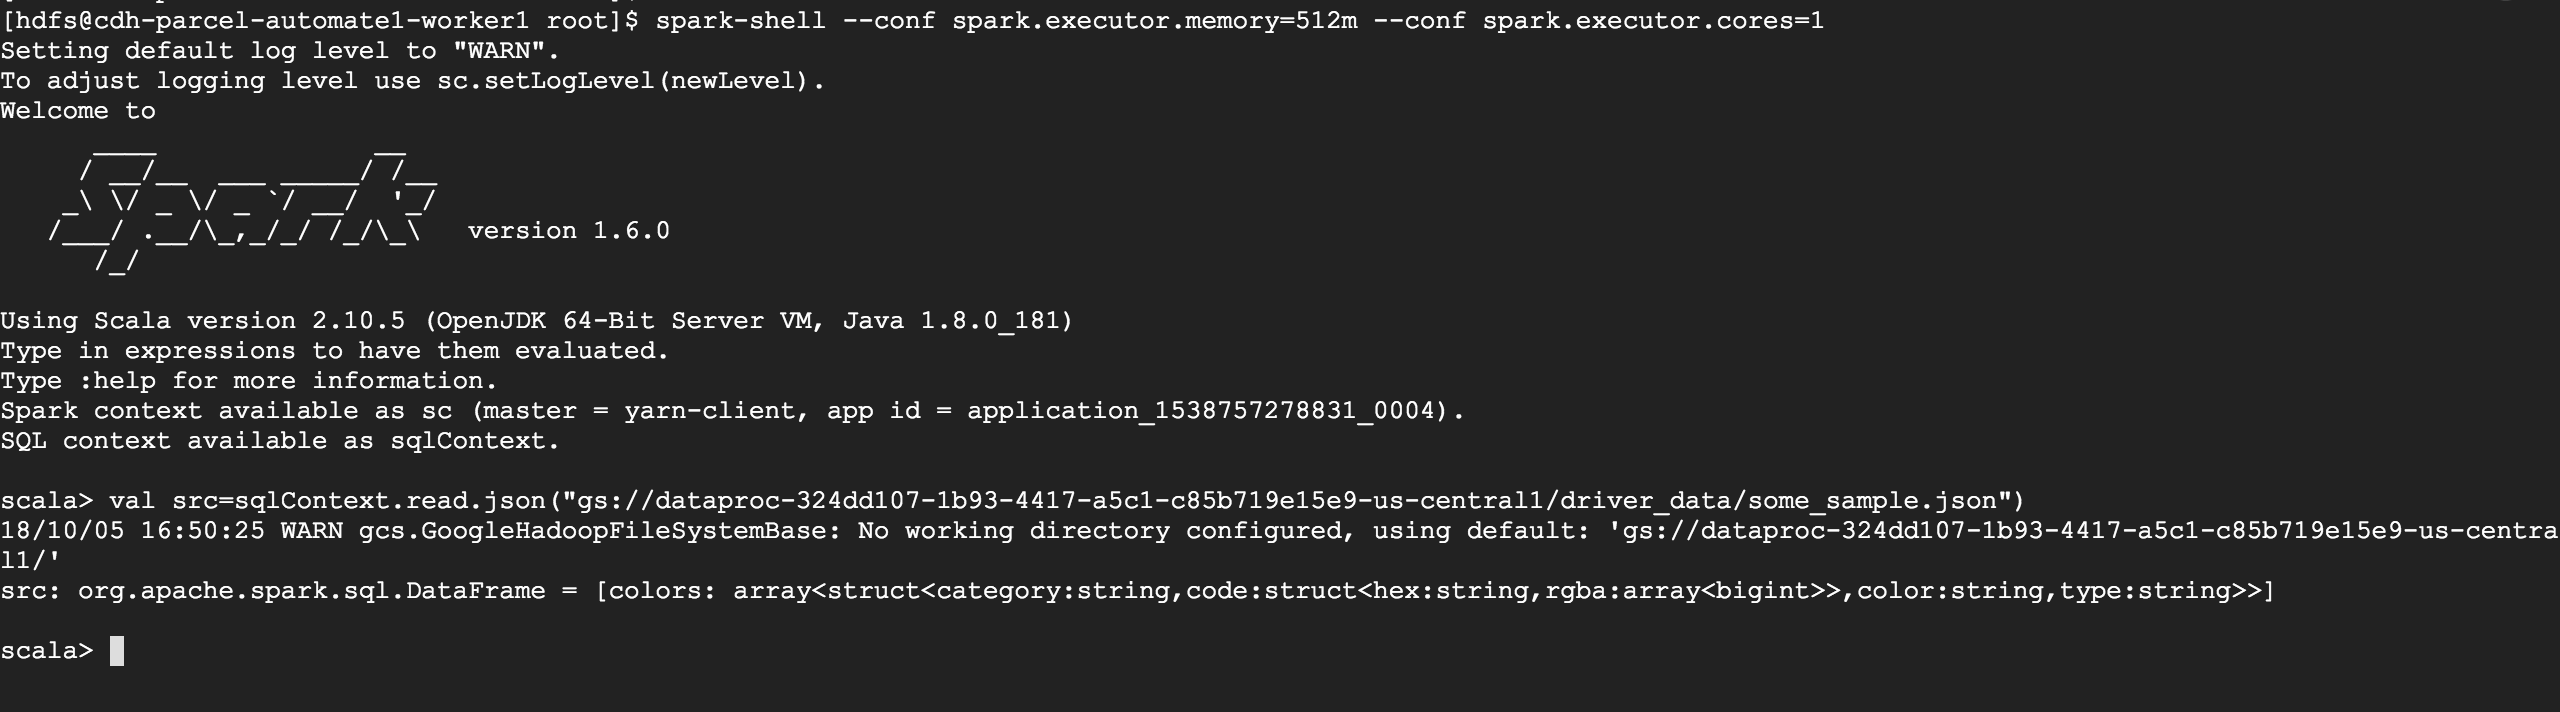 [hdfs@cdh-parcel-automate1-worker1 root]$ spark-shell --conf spark.executor.memory=512m --conf spark.executor.cores=1
Setting default log level to "WARN".
To adjust logging level use sc.setLogLevel(newLevel).
Welcome to
      ____              __
     / __/__  ___ _____/ /__
    _\ \/ _ \/ _ `/ __/  '_/
   /___/ .__/\_,_/_/ /_/\_\   version 1.6.0
      /_/
Using Scala version 2.10.5 (OpenJDK 64-Bit Server VM, Java 1.8.0_181)
Type in expressions to have them evaluated.
Type :help for more information.
Spark context available as sc (master = yarn-client, app id = application_1538757278831_0004).
SQL context available as sqlContext.
scala> val src=sqlContext.read.json("gs://dataproc-324dd107-1b93-4417-a5c1-c85b719e15e9-us-central1/driver_data/some_sample.json")
18/10/05 16:50:25 WARN gcs.GoogleHadoopFileSystemBase: No working directory configured, using default: 'gs://dataproc-324dd107-1b93-4417-a5c1-c85b719e15e9-us-centra
l1/'
src: org.apache.spark.sql.DataFrame = [colors: array<struct<category:string,code:struct<hex:string,rgba:array<bigint>>,color:string,type:string>>]
scala>